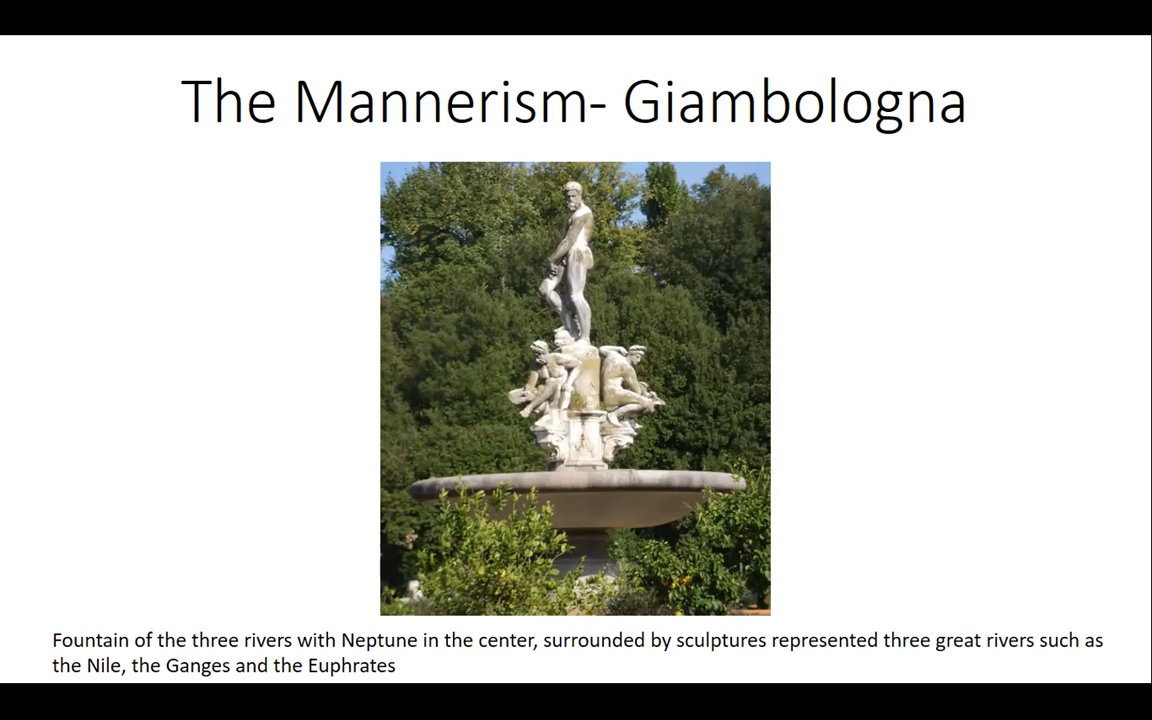 The Mannerism- Giambologna
Fountain of the three rivers with Neptune in the center, surrounded by sculptures represented three great rivers such as
the Nile, the Ganges and the Euphrates